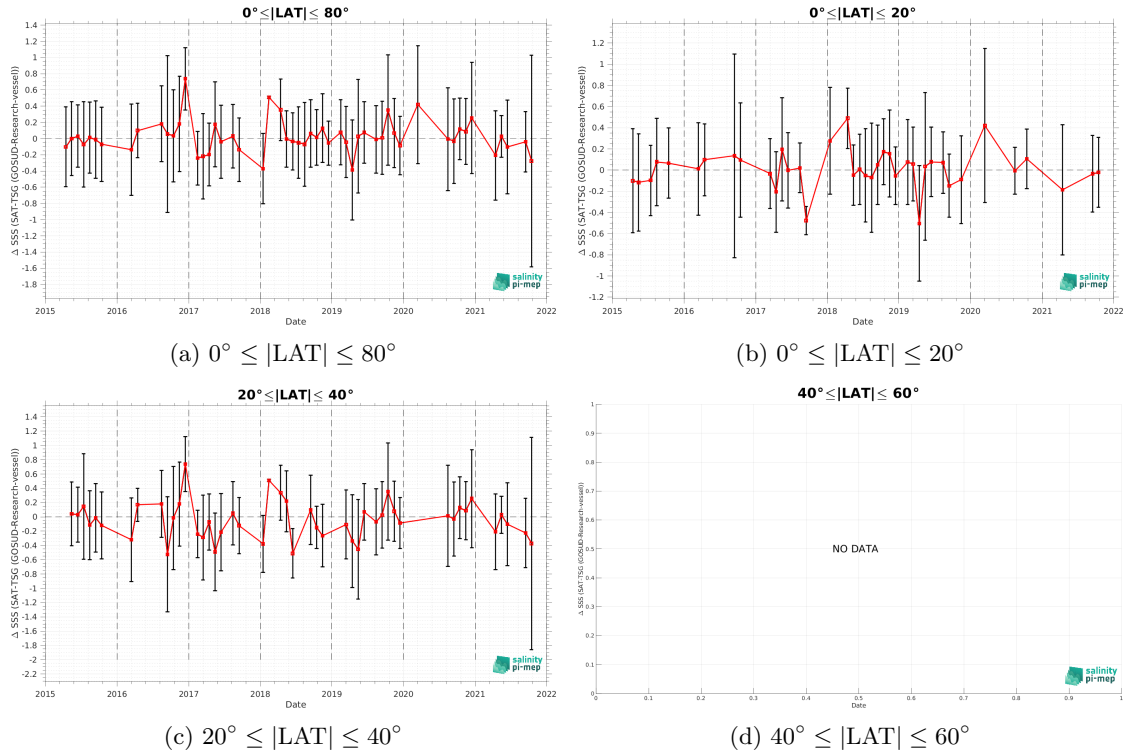 0°≤|LAT|≤ 80°
Δ SSS (SAT-TSG (GOSUD-Research-vessel))
1.4
1.2
1
0.8
0.6
0.4
0.2
0
-0.2
-0.4
-0.6
-0.8
-1
-1.2
-1.4
-1.6
-1.8
salinity
pi-mep
2015 2016 2017 2018 2019 2020 2021 2022
Date
(a) 0° ≤ |LAT| ≤ 80°
0°≤|LAT|≤ 20°
Δ SSS (SAT-TSG (GOSUD-Research-vessel))
1.2
1
0.8
0.6
0.4
0.2
0
-0.2
-0.4
-0.6
-0.8
-1
-1.2
salinity
pi-mep
2015 2016 2017 2018 2019 2020 2021 2022
Date
(b) 0° ≤ |LAT| ≤ 20°
20°≤|LAT|≤ 40°
Δ SSS (SAT-TSG (GOSUD-Research-vessel))
1.4
1.2
1
0.8
0.6
0.4
0.2
0
-0.2
-0.4
-0.6
-0.8
-1
-1.2
-1.4
-1.6
-1.8
-2
-2.2
salinity
pi-mep
2015 2016 2017 2018 2019 2020 2021 2022
Date
(c) 20° ≤ |LAT| ≤ 40°
40°≤|LAT|≤ 60°
Δ SSS (SAT-TSG (GOSUD-Research-vessel))
1
0.9
0.8
0.7
0.6
0.5
0.4
0.3
0.2
0.1
0
NO DATA
salinity
pi-mep
0 0.1 0.2 0.3 0.4 0.5 0.6 0.7 0.8 0.9 1
Date
(d) 40° ≤ |LAT| ≤ 60°